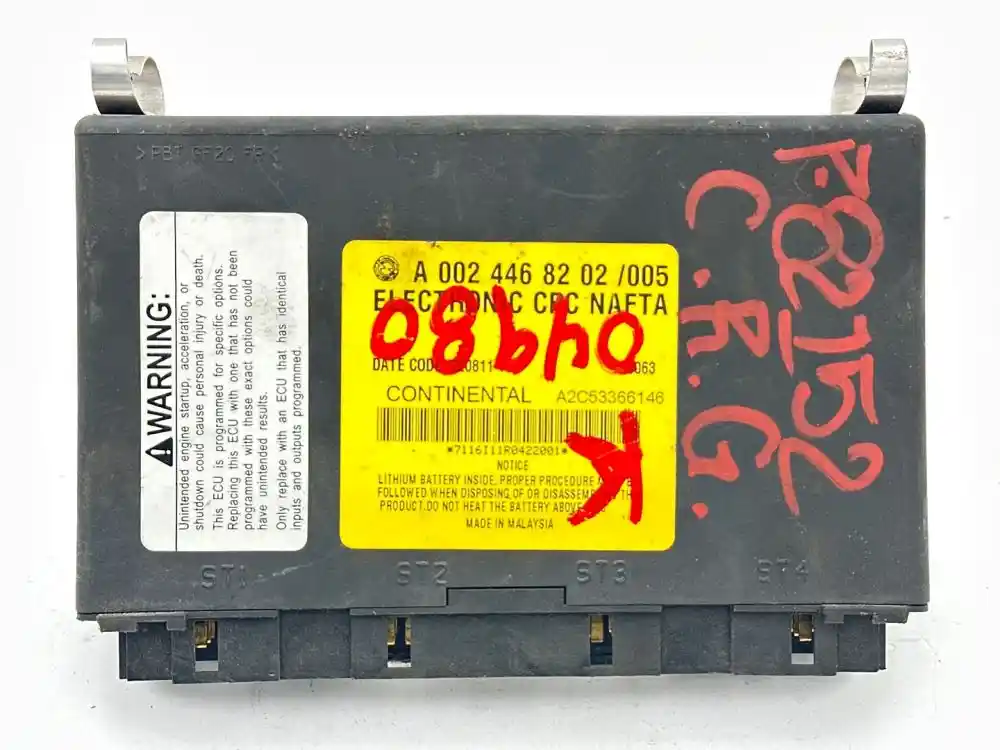 >PBT GF20 FR<
⚠WARNING:
Unintended engine startup, acceleration, or
shutdown could cause personal injury or death.
This ECU is programmed for specific options.
Replacing this ECU with one that has not been
programmed with these exact options could
have unintended results.
Only replace with an ECU that has identical
inputs and outputs programmed.
A 002 446 82 02 /005
ELECTRONIC CPC NAFTA
0480
DATE CODE 063
CONTINENTAL A2C53366146
*7116I11R0422001*
K
NOTICE
LITHIUM BATTERY INSIDE, PROPER PROCEDURE
FOLLOWED WHEN DISPOSING OF OR
PRODUCT. DO NOT HEAT THE BATTERY
MADE IN MALAYSIA
C.R.G.
ST1 ST2 ST3 ST4